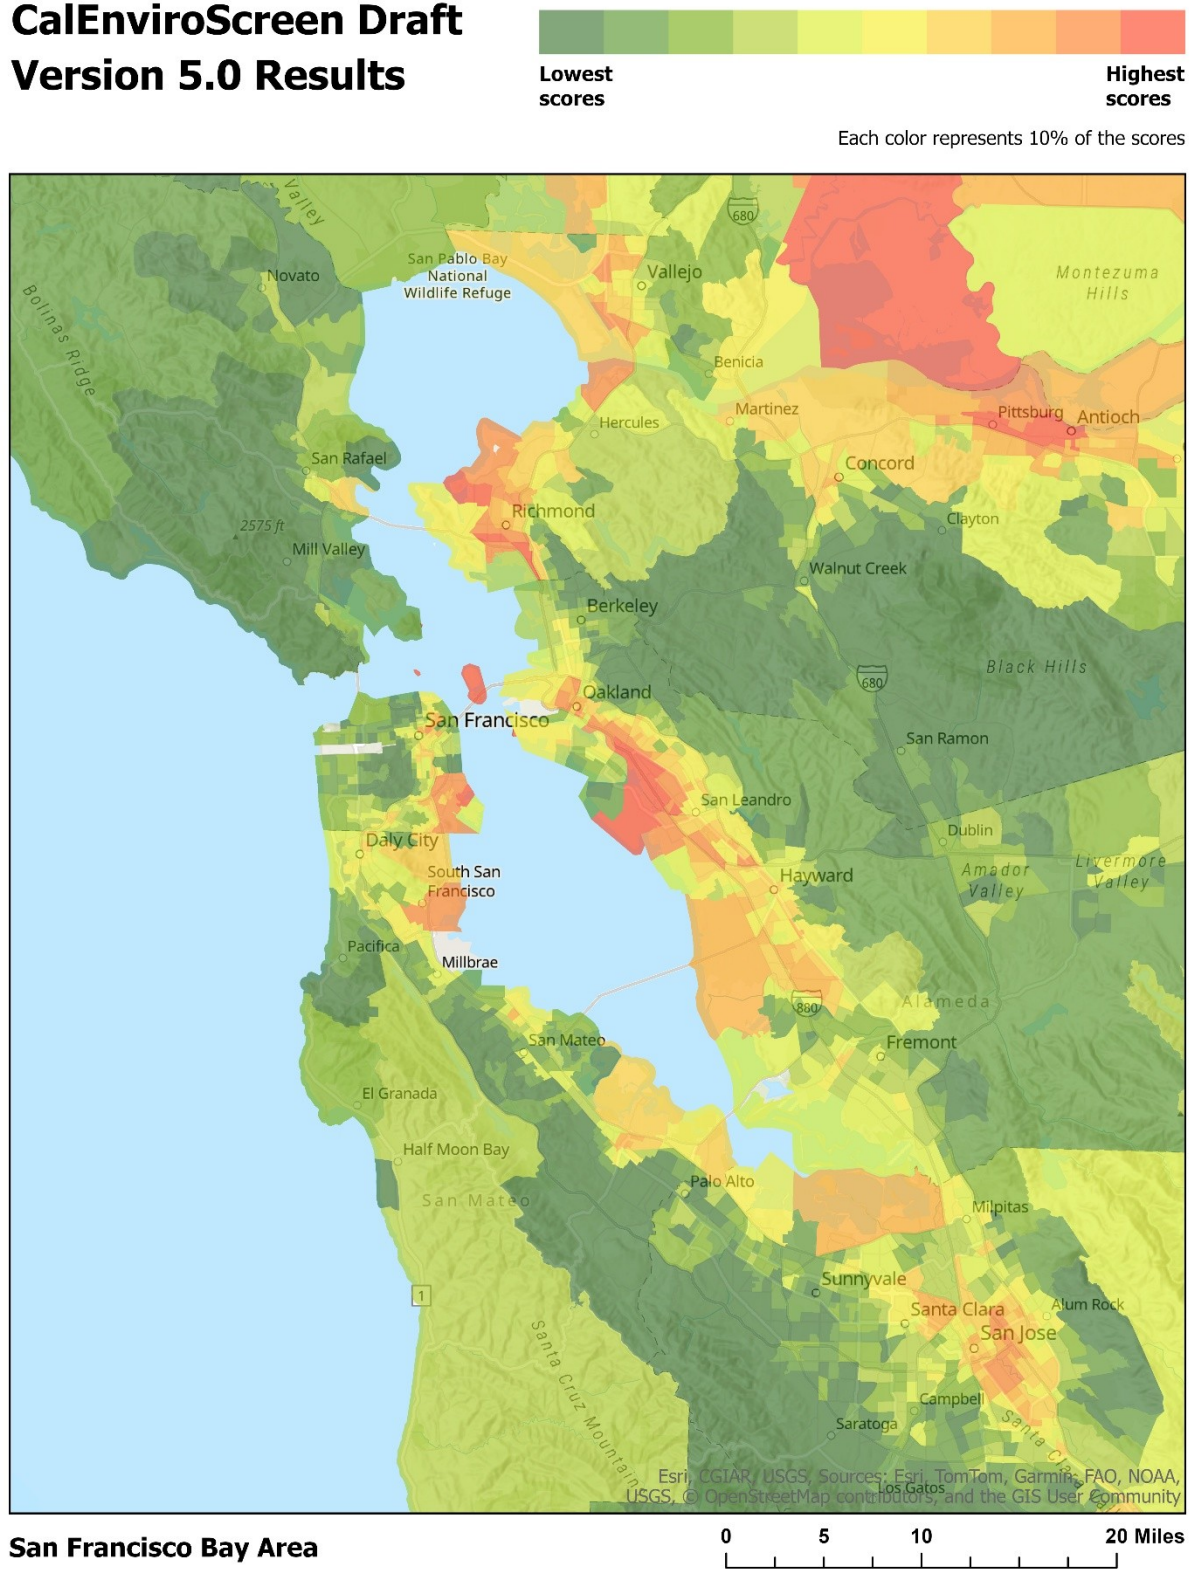 CalEnviroScreen Draft
Version 5.0 Results
Lowest
scores
Highest
scores
Each color represents 10% of the scores
Valley
680
San Pablo Bay
National
Wildlife Refuge
Novato
Vallejo
Montezuma
Hills
Bolinas Ridge
Benicia
Martinez
Pittsburg
Antioch
Hercules
San Rafael
Concord
Richmond
Clayton
2575 ft
Mill Valley
Walnut Creek
Berkeley
Black Hills
680
Oakland
San Francisco
San Ramon
San Leandro
Daly City
Dublin
South San
Francisco
Hayward
Amador
Valley
Livermore
Valley
Pacifica
Millbrae
880
Alameda
San Mateo
Fremont
El Granada
Half Moon Bay
San Mateo
Palo Alto
Milpitas
1
Sunnyvale
Santa Clara
Alum Rock
San Jose
Santa Cruz Mountains
Campbell
Saratoga
Santa Clara
Los Gatos
Esri, CGIAR, USGS, Sources: Esri, TomTom, Garmin, FAO, NOAA,
USGS, © OpenStreetMap contributors, and the GIS User Community
San Francisco Bay Area
0 5 10 20 Miles